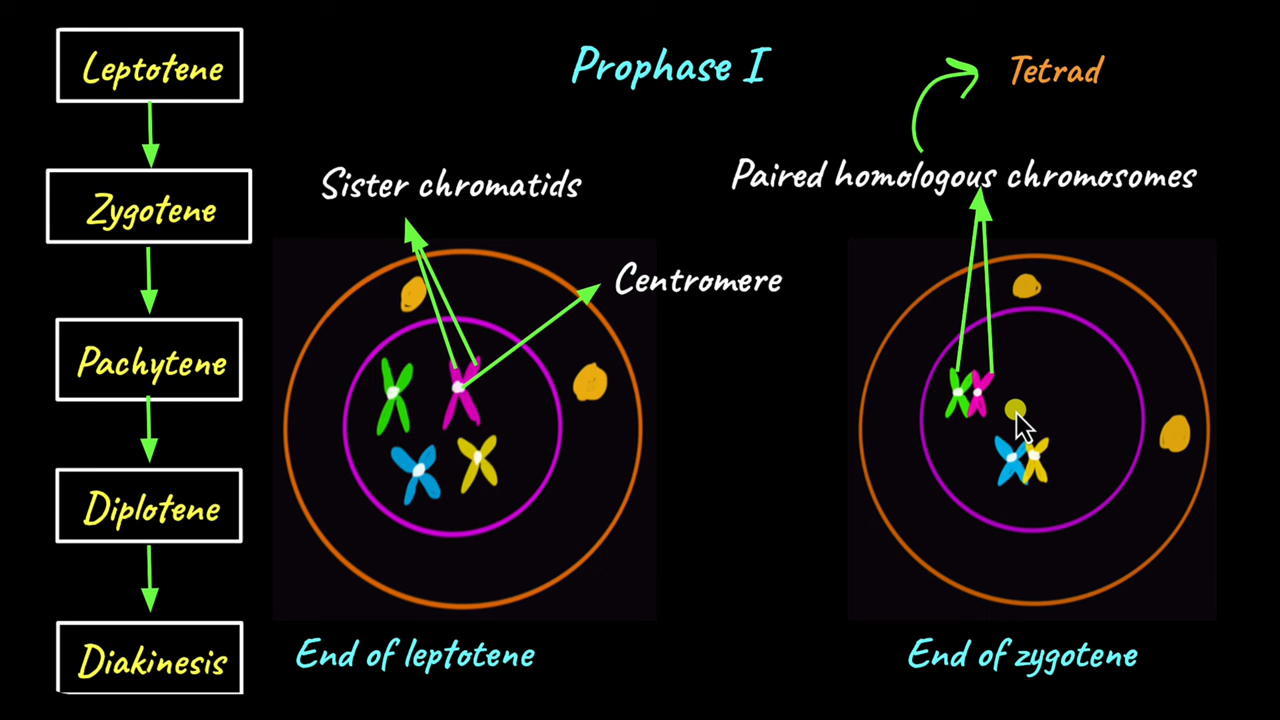 Prophase I
Leptotene
Zygotene
Pachytene
Diplotene
Diakinesis
Sister chromatids
Centromere
End of leptotene
Tetrad
Paired homologous chromosomes
End of zygotene